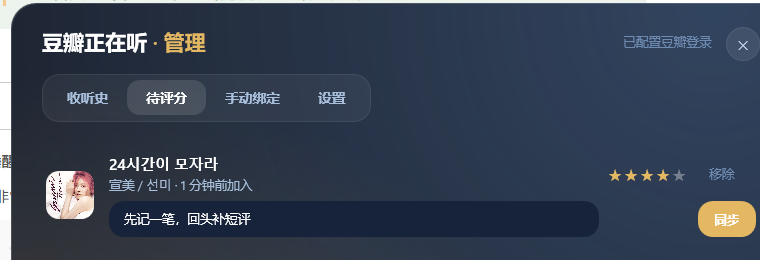 豆瓣正在听 · 管理
已配置豆瓣登录
收听史 待评分 手动绑定 设置
24시간이 모자라
宣美 / 선미 · 1 分钟前加入
★★★★★ 移除
先记一笔，回头补短评
同步